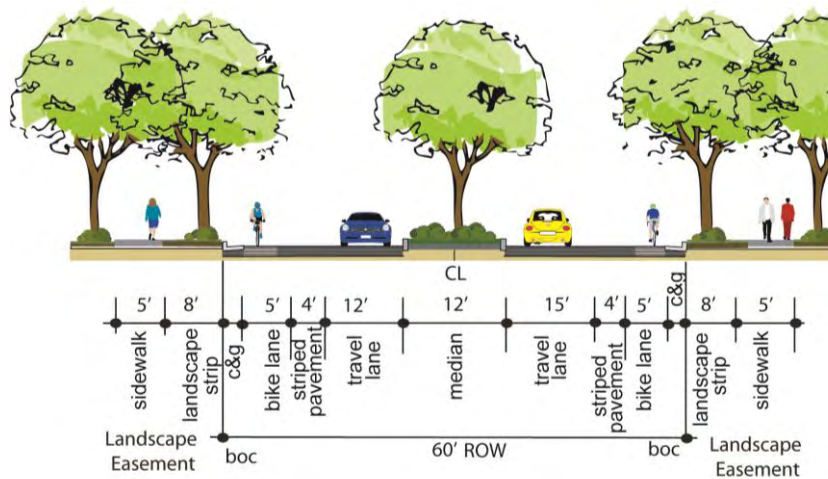 CL
5'
8'
c&g
5'
4'
12'
12'
15'
4'
5'
c&g
8'
5'
sidewalk
landscape
strip
bike lane
striped
pavement
travel
lane
median
travel
lane
striped
pavement
bike lane
landscape
strip
sidewalk
Landscape
Easement
boc
60' ROW
boc
Landscape
Easement